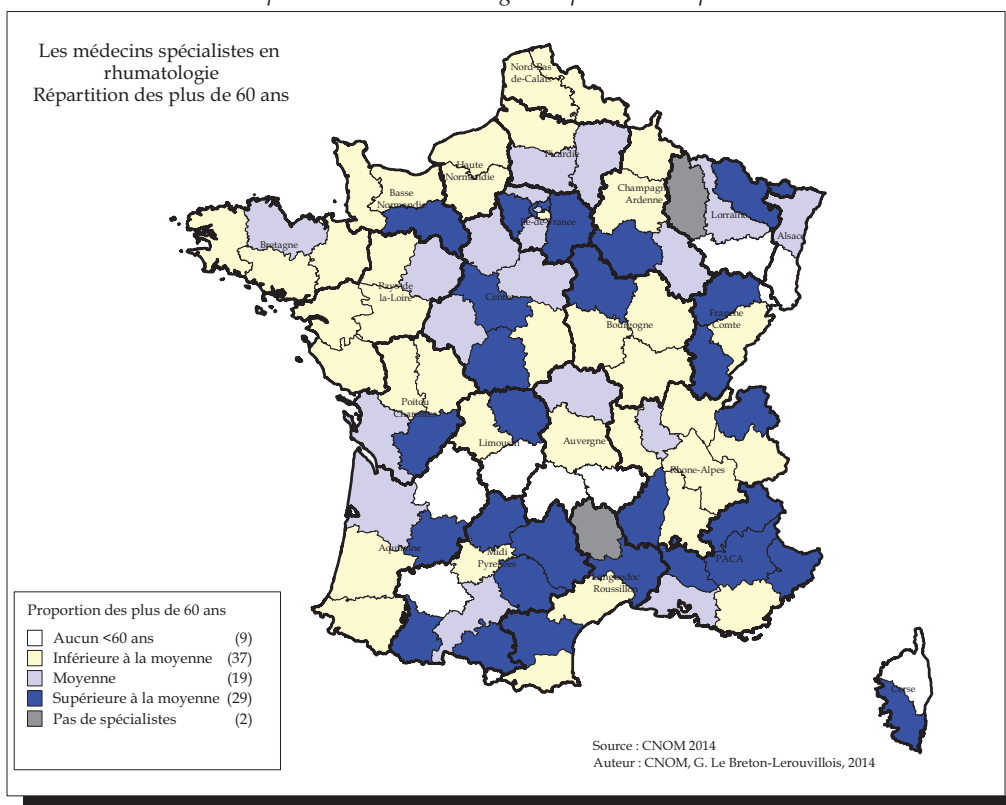 Les médecins spécialistes en
rhumatologie
Répartition des plus de 60 ans
Nord-Pas
de-Calais
Picardie
Haute
Normandie
Basse
Normandie
Champagne
Ardenne
Lorraine
Alsace
Ile-de-France
Bretagne
Pays-de
la-Loire
Centre
Bourgogne
Franche
Comte
Poitou
Charentes
Limousin
Auvergne
Rhone-Alpes
Aquitaine
Midi
Pyrenées
PACA
Languedoc
Roussillon
Corse
Proportion des plus de 60 ans
Aucun <60 ans (9)
Inférieure à la moyenne (37)
Moyenne (19)
Supérieure à la moyenne (29)
Pas de spécialistes (2)
Source : CNOM 2014
Auteur : CNOM, G. Le Breton-Lerouvillois, 2014